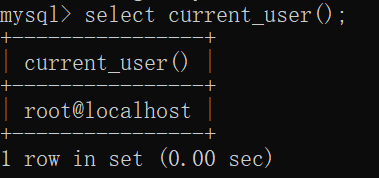 mysql> select current_user();
+----------------+
| current_user() |
+----------------+
| root@localhost |
+----------------+
1 row in set (0.00 sec)